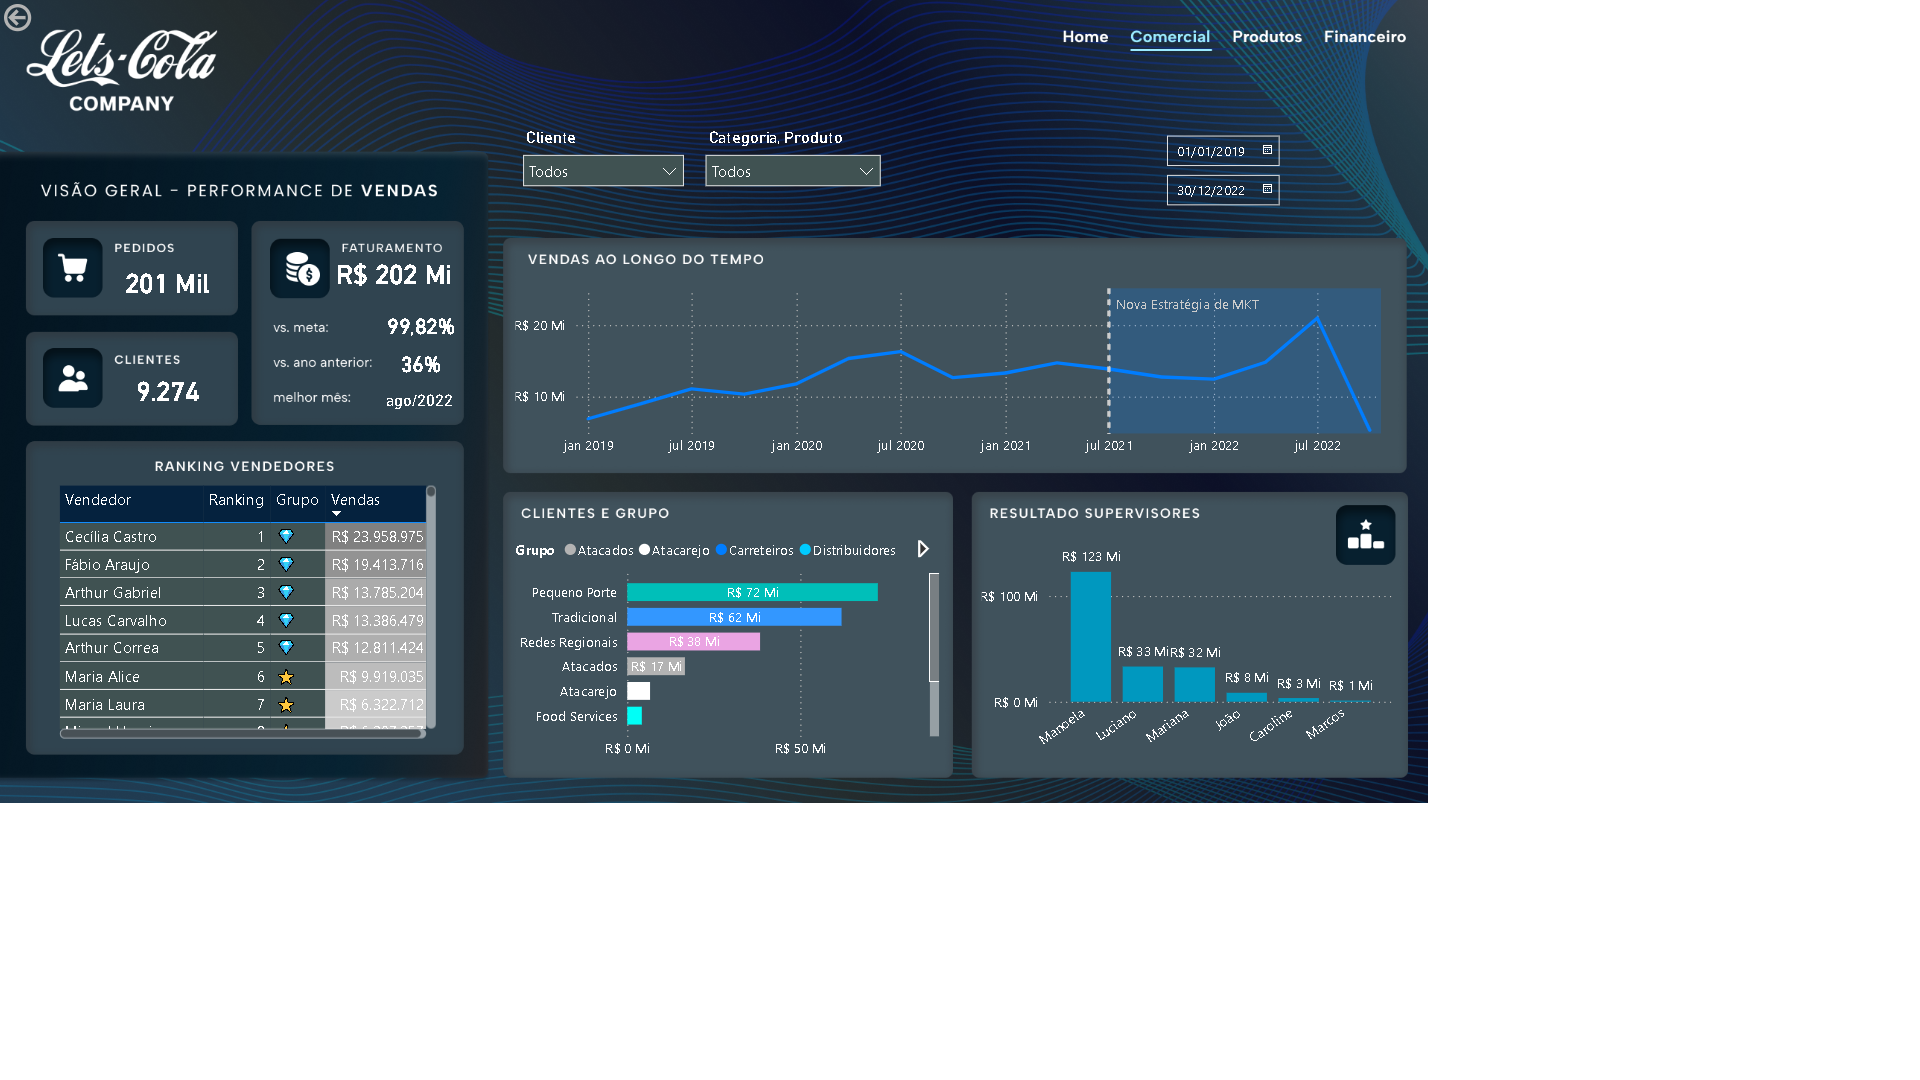 Lets-Cola
COMPANY
Home Comercial Produtos Financeiro
Cliente
Todos
Categoria, Produto
Todos
01/01/2019
30/12/2022
VISÃO GERAL - PERFORMANCE DE VENDAS
PEDIDOS
201 Mil
CLIENTES
9.274
FATURAMENTO
R$ 202 Mi
vs. meta: 99,82%
vs. ano anterior: 36%
melhor mês: ago/2022
RANKING VENDEDORES
Vendedor Ranking Grupo Vendas
Cecília Castro 1 R$ 23.958.975
Fábio Araujo 2 R$ 19.413.716
Arthur Gabriel 3 R$ 13.785.204
Lucas Carvalho 4 R$ 13.386.479
Arthur Correa 5 R$ 12.811.424
Maria Alice 6 R$ 9.919.035
Maria Laura 7 R$ 6.322.712
VENDAS AO LONGO DO TEMPO
Nova Estratégia de MKT
R$ 20 Mi
R$ 10 Mi
jan 2019 jul 2019 jan 2020 jul 2020 jan 2021 jul 2021 jan 2022 jul 2022
CLIENTES E GRUPO
Grupo Atacados Atacarejo Carreteiros Distribuidores
Pequeno Porte R$ 72 Mi
Tradicional R$ 62 Mi
Redes Regionais R$ 38 Mi
Atacados R$ 17 Mi
Atacarejo
Food Services
R$ 0 Mi R$ 50 Mi
RESULTADO SUPERVISORES
R$ 123 Mi
R$ 100 Mi
R$ 33 Mi R$ 32 Mi R$ 8 Mi R$ 3 Mi R$ 1 Mi
R$ 0 Mi
Manoela Luciano Mariana João Caroline Marcos